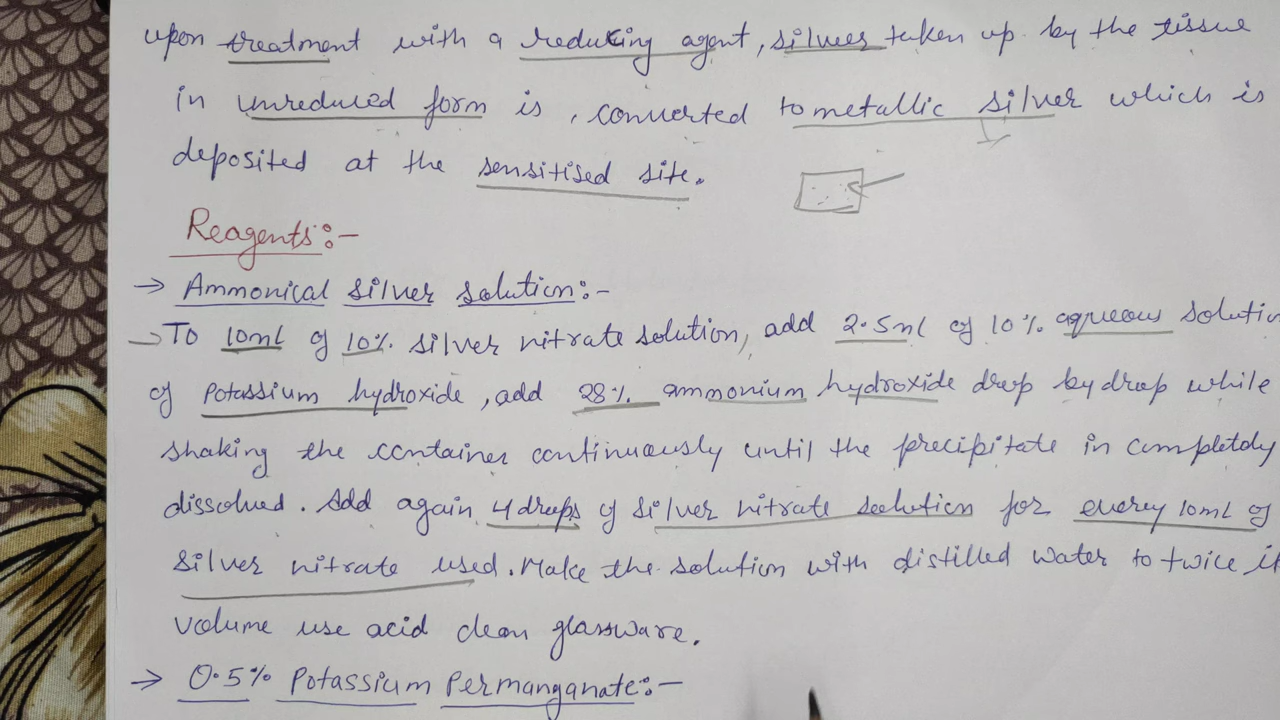 upon treatment with a reducing agent, silver taken up by the tissue
in unreduced form is, converted to metallic silver which is
deposited at the sensitised site.
Reagents:-
→ Ammonical silver solution:-
→ To 10ml of 10% silver nitrate solution, add 2.5ml of 10% aqueous solutio
of Potassium hydroxide, add 28% ammonium hydroxide drop by drop while
shaking the container continuously until the precipitate in completely
dissolved. Add again 4 drops of silver nitrate solution for every 10ml of
silver nitrate used. Make the solution with distilled water to twice it
volume use acid clean glassware.
→ 0.5% Potassium Permanganate:-